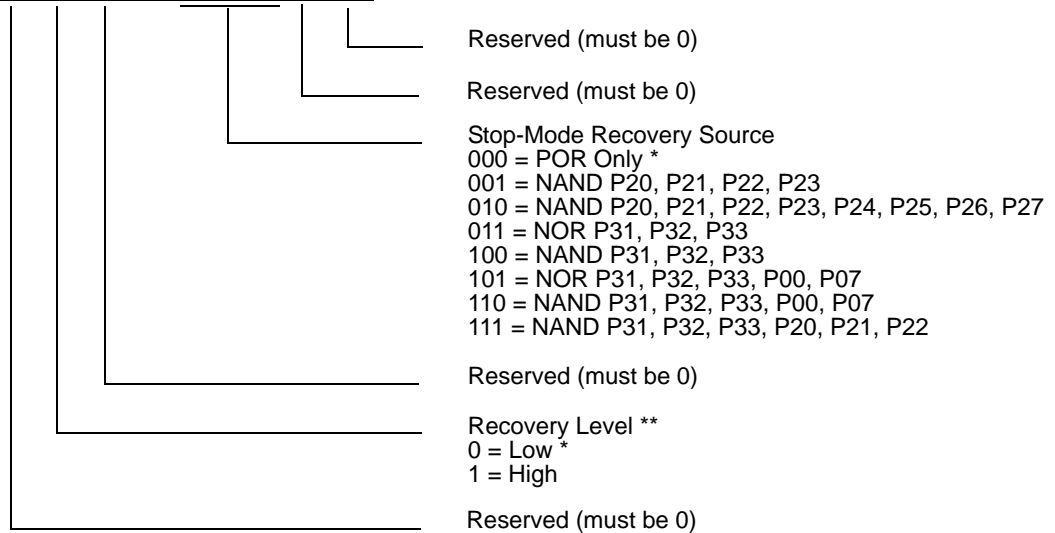 Reserved (must be 0)
Reserved (must be 0)
Stop-Mode Recovery Source
000 = POR Only *
001 = NAND P20, P21, P22, P23
010 = NAND P20, P21, P22, P23, P24, P25, P26, P27
011 = NOR P31, P32, P33
100 = NAND P31, P32, P33
101 = NOR P31, P32, P33, P00, P07
110 = NAND P31, P32, P33, P00, P07
111 = NAND P31, P32, P33, P20, P21, P22
Reserved (must be 0)
Recovery Level **
0 = Low *
1 = High
Reserved (must be 0)